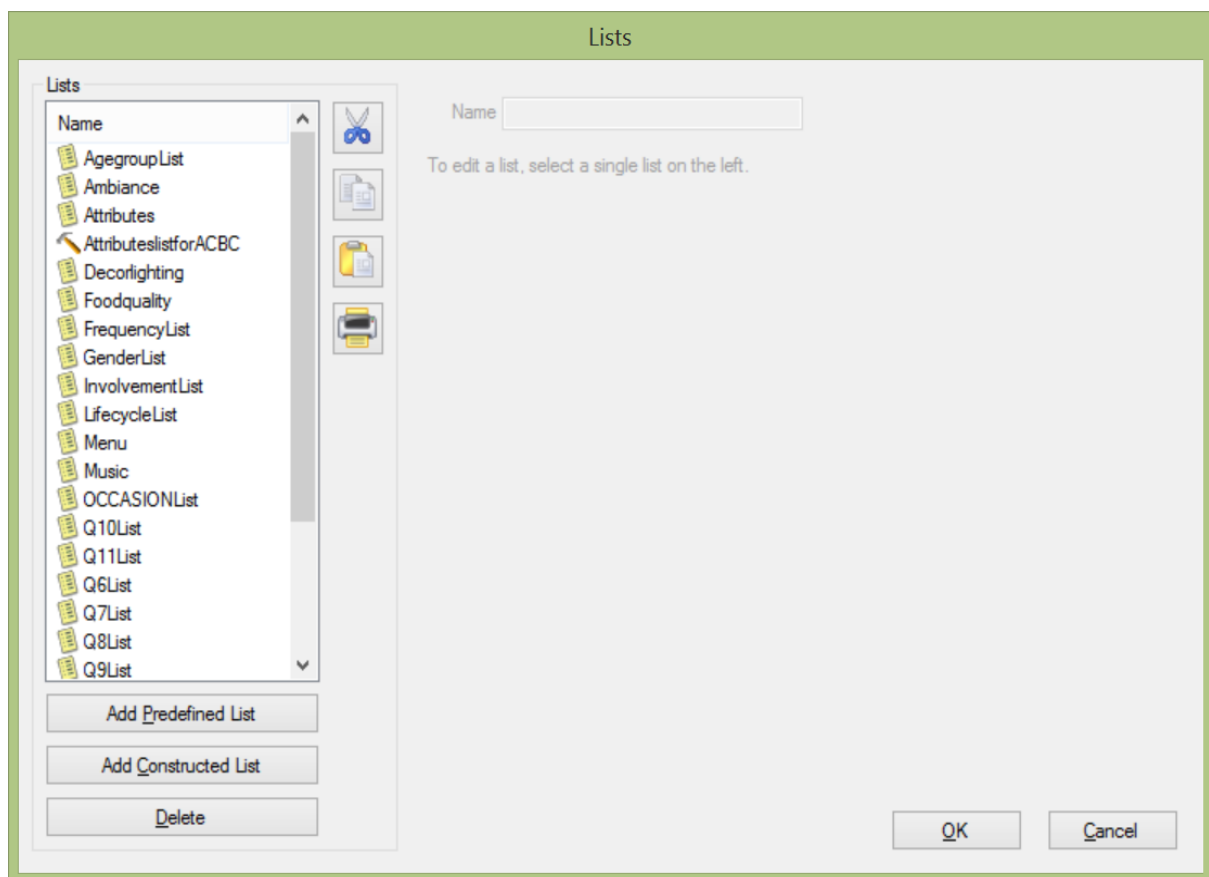 Lists
Lists
Name
AgegroupList
Ambiance
Attributes
AttributeslistforACBC
Decorlighting
Foodquality
FrequencyList
GenderList
InvolvementList
LifecycleList
Menu
Music
OCCASIONList
Q10List
Q11List
Q6List
Q7List
Q8List
Q9List
Add Predefined List
Add Constructed List
Delete
Name
To edit a list, select a single list on the left.
OK
Cancel